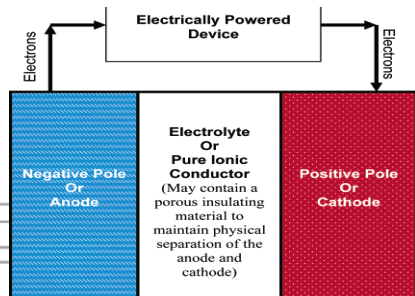 Electrically Powered
Device
Electrons
Electrons
Negative Pole
Or
Anode
Electrolyte
Or
Pure Ionic
Conductor
(May contain a
porous insulating
material to
maintain physical
separation of the
anode and
cathode)
Positive Pole
Or
Cathode